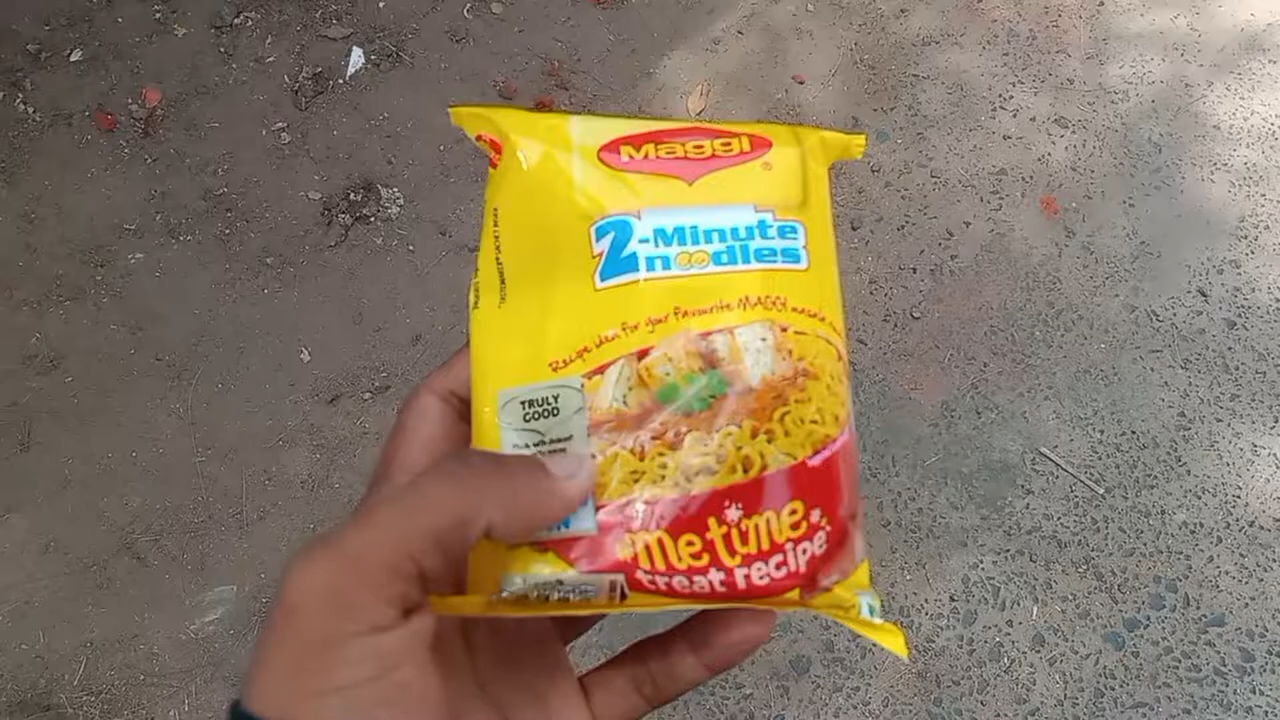 Maggi
2-Minute
noodles
Recipe idea for your favourite MAGGI masala
TRULY
GOOD
me time
treat recipe